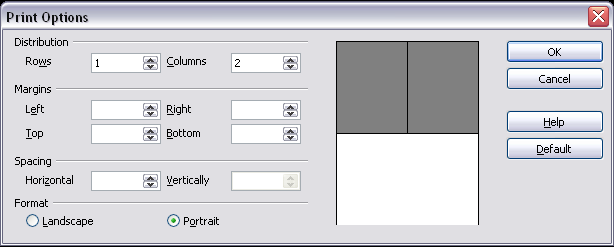 Print Options
Distribution
Rows 1 Columns 2
Margins
Left Right
Top Bottom
Spacing
Horizontal Vertically
Format
Landscape Portrait
OK
Cancel
Help
Default